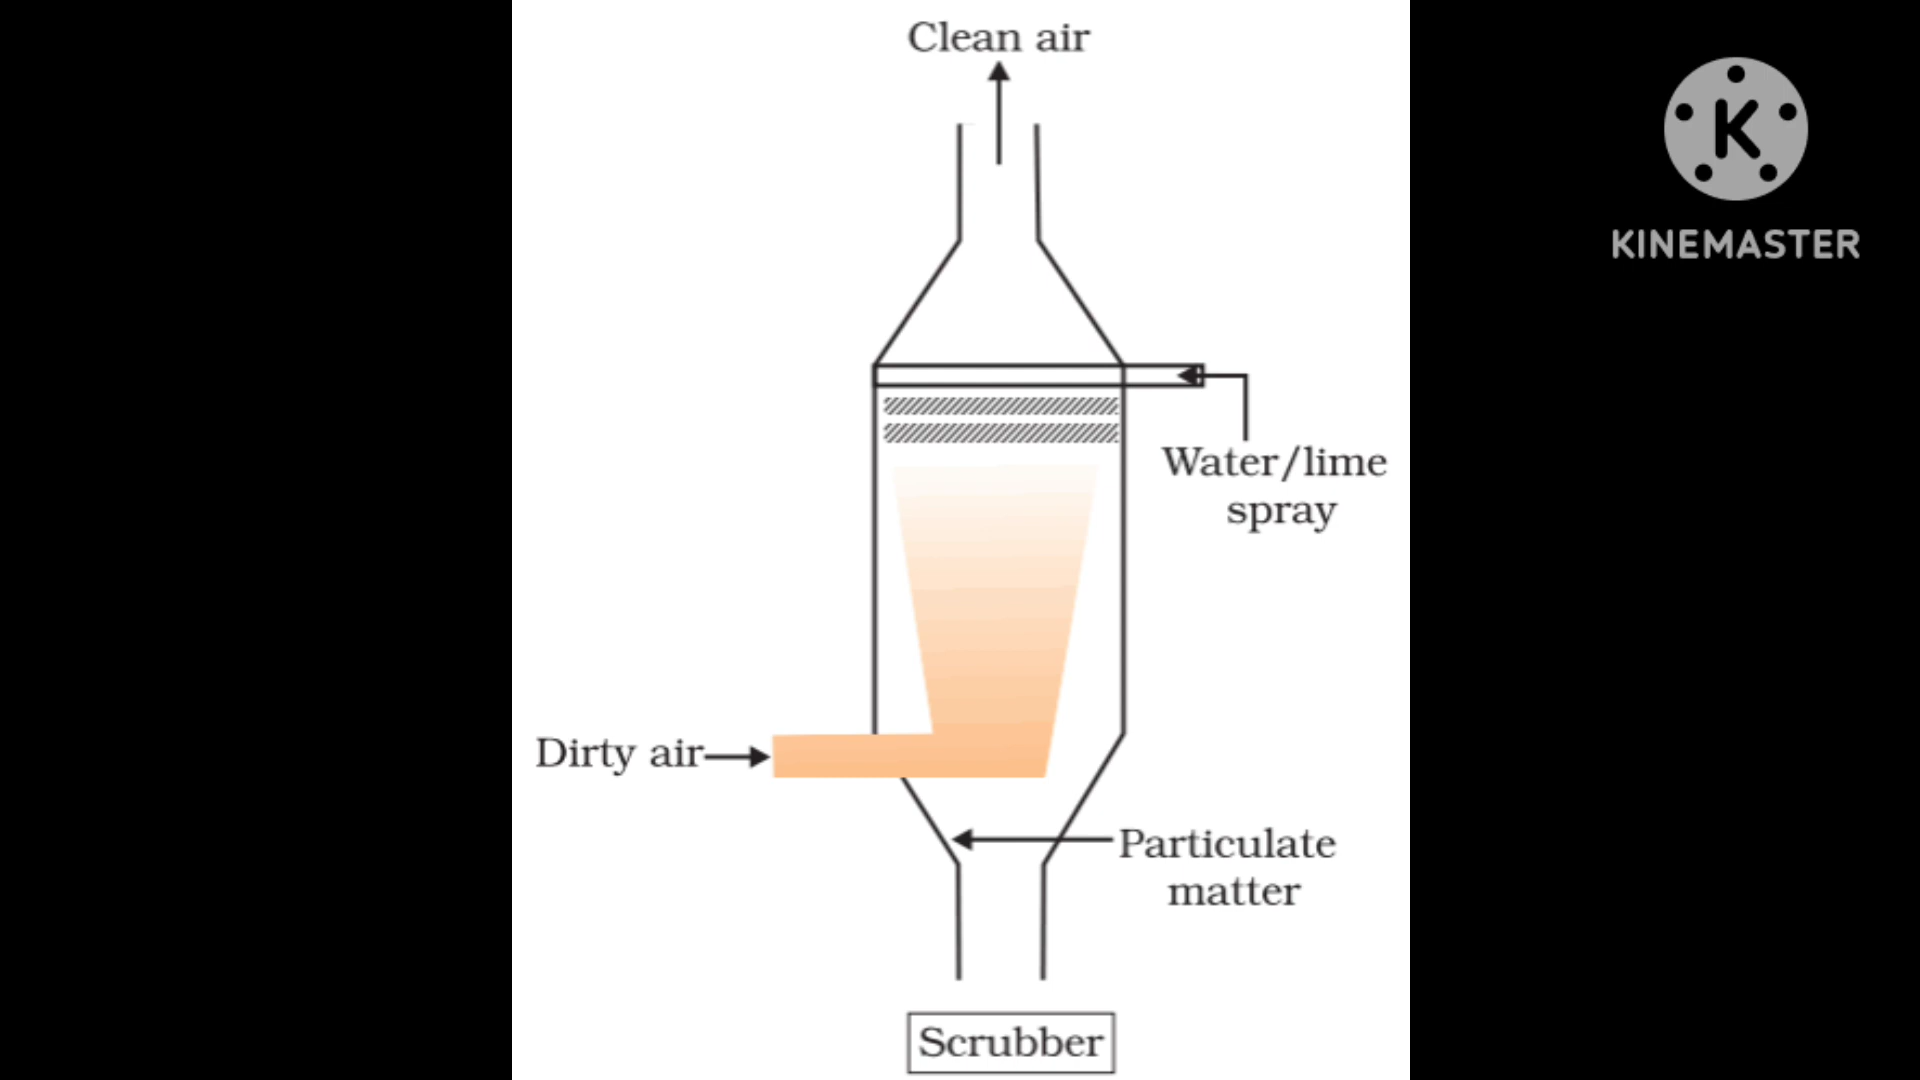 Clean air
K
KINEMASTER
Water/lime
spray
Dirty air
Particulate
matter
Scrubber